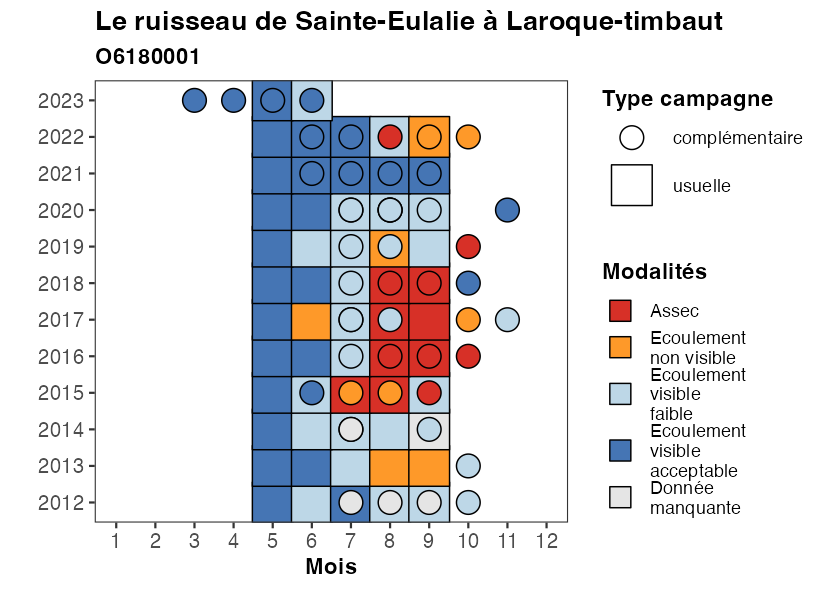 Le ruisseau de Sainte-Eulalie à Laroque-timbaut
O6180001
2023
2022
2021
2020
2019
2018
2017
2016
2015
2014
2013
2012
1 2 3 4 5 6 7 8 9 10 11 12
Mois
Type campagne
complémentaire
usuelle
Modalités
Assec
Ecoulement
non visible
Ecoulement
visible
faible
Ecoulement
visible
acceptable
Donnée
manquante